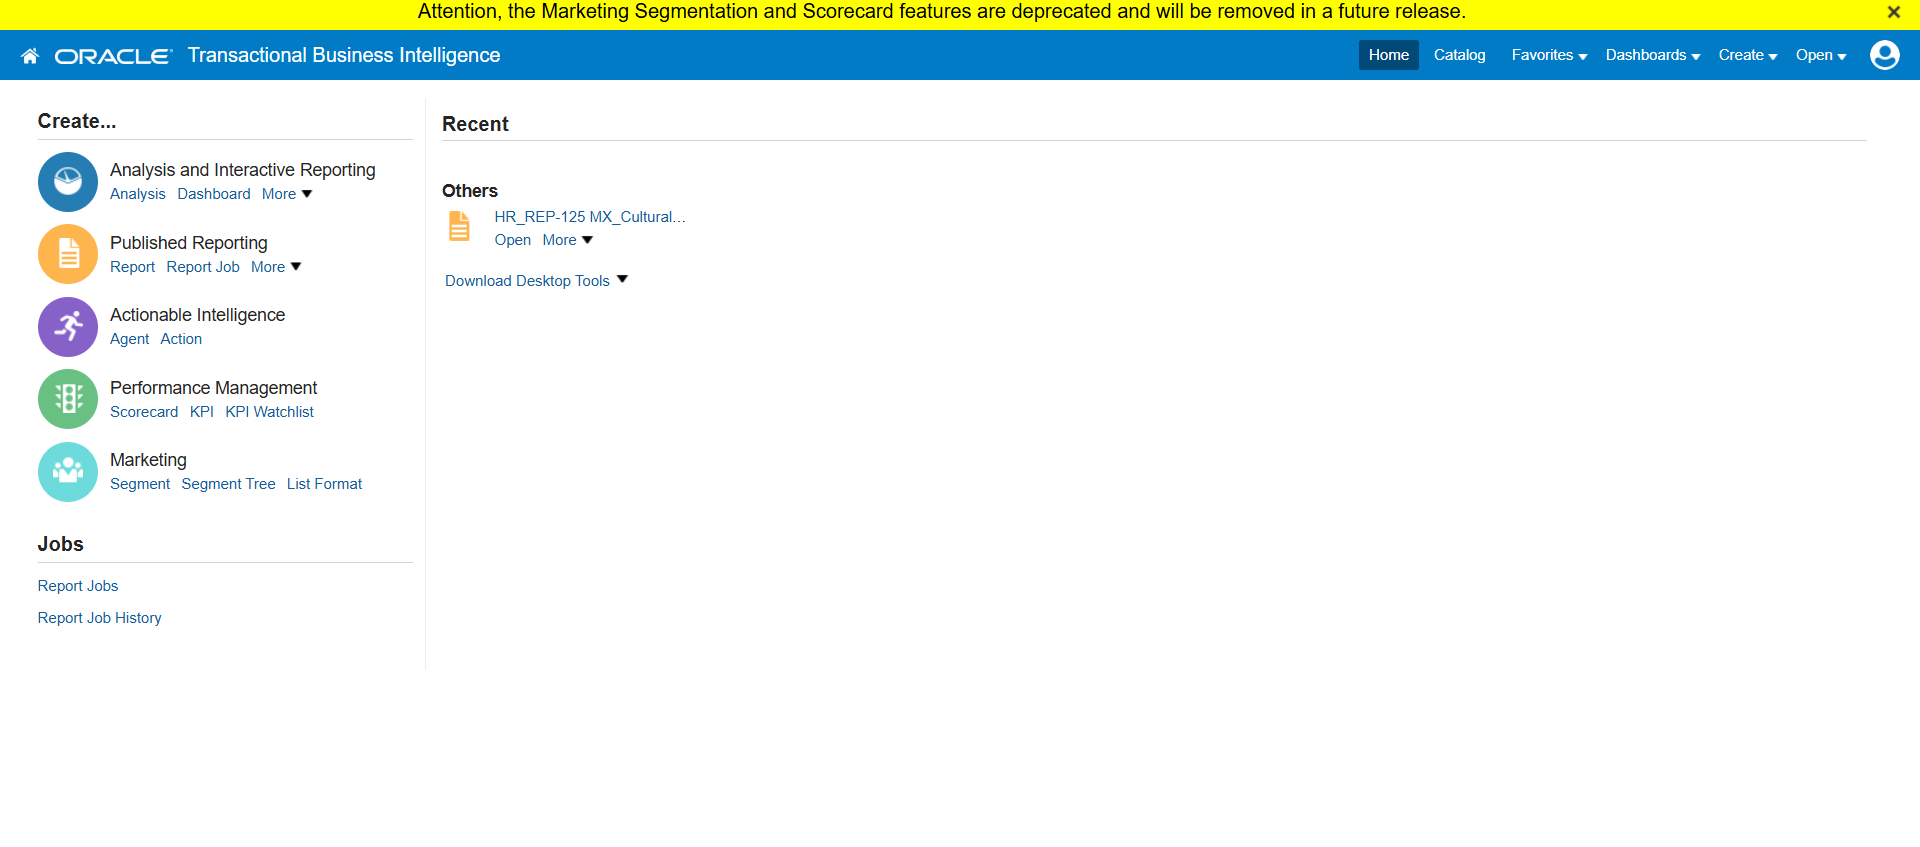 Attention, the Marketing Segmentation and Scorecard features are deprecated and will be removed in a future release.
ORACLE Transactional Business Intelligence
Home Catalog Favorites Dashboards Create Open
Create...
Analysis and Interactive Reporting
Analysis Dashboard More
Published Reporting
Report Report Job More
Actionable Intelligence
Agent Action
Performance Management
Scorecard KPI KPI Watchlist
Marketing
Segment Segment Tree List Format
Jobs
Report Jobs
Report Job History
Recent
Others
HR_REP-125 MX_Cultural...
Open More
Download Desktop Tools